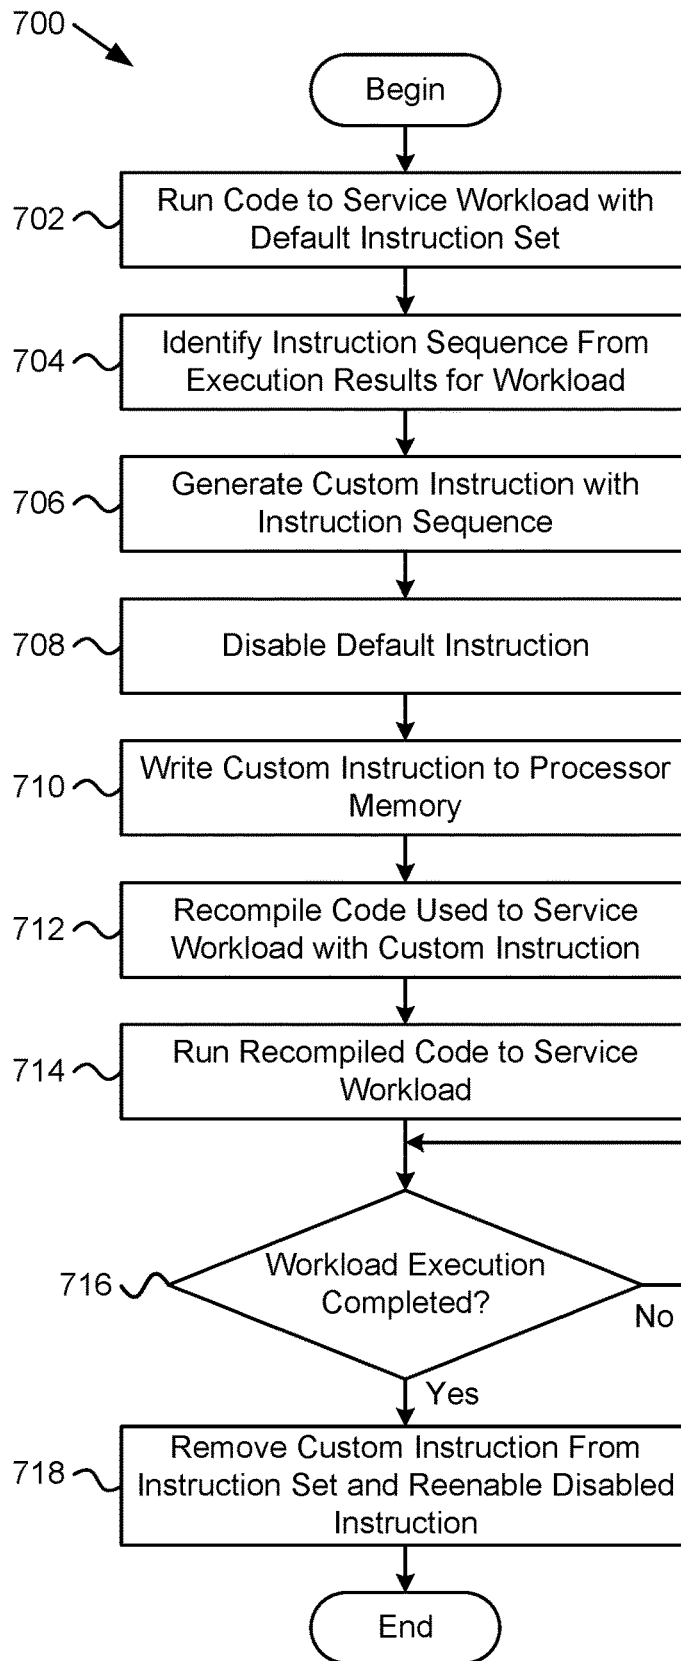 700
Begin
702
Run Code to Service Workload with
Default Instruction Set
704
Identify Instruction Sequence From
Execution Results for Workload
706
Generate Custom Instruction with
Instruction Sequence
708
Disable Default Instruction
710
Write Custom Instruction to Processor
Memory
712
Recompile Code Used to Service
Workload with Custom Instruction
714
Run Recompiled Code to Service
Workload
716
Workload Execution
Completed?
No
Yes
718
Remove Custom Instruction From
Instruction Set and Reenable Disabled
Instruction
End